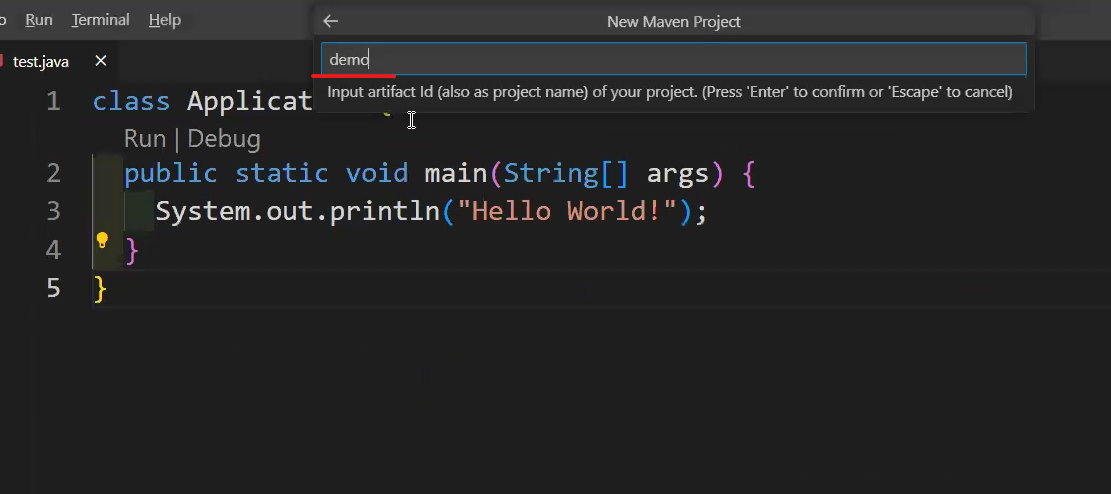 Run Terminal Help
New Maven Project
test.java
demo
Input artifact Id (also as project name) of your project. (Press 'Enter' to confirm or 'Escape' to cancel)
1 class Applicat
Run | Debug
2 public static void main(String[] args) {
3 System.out.println("Hello World!");
4 }
5 }